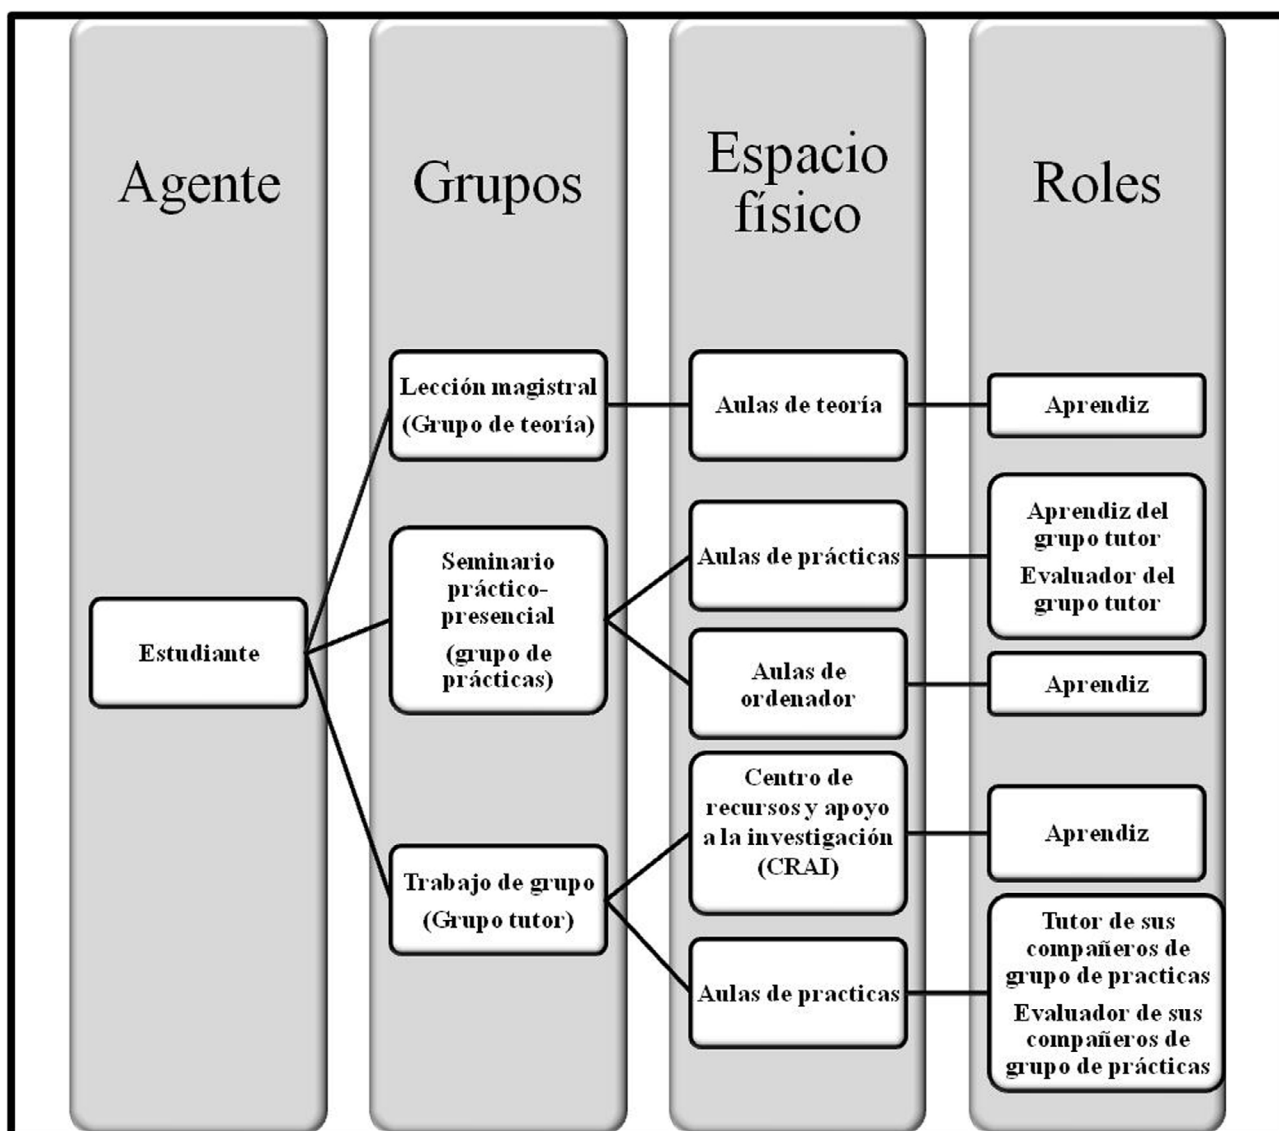 Agente
Grupos
Espacio
físico
Roles
Estudiante
Lección magistral
(Grupo de teoría)
Seminario
práctico-
presencial
(grupo de
prácticas)
Trabajo de grupo
(Grupo tutor)
Aulas de teoría
Aulas de prácticas
Aulas de
ordenador
Centro de
recursos y apoyo
a la investigación
(CRAI)
Aulas de practicas
Aprendiz
Aprendiz del
grupo tutor
Evaluador del
grupo tutor
Aprendiz
Aprendiz
Tutor de sus
compañeros de
grupo de practicas
Evaluador de sus
compañeros de
grupo de prácticas